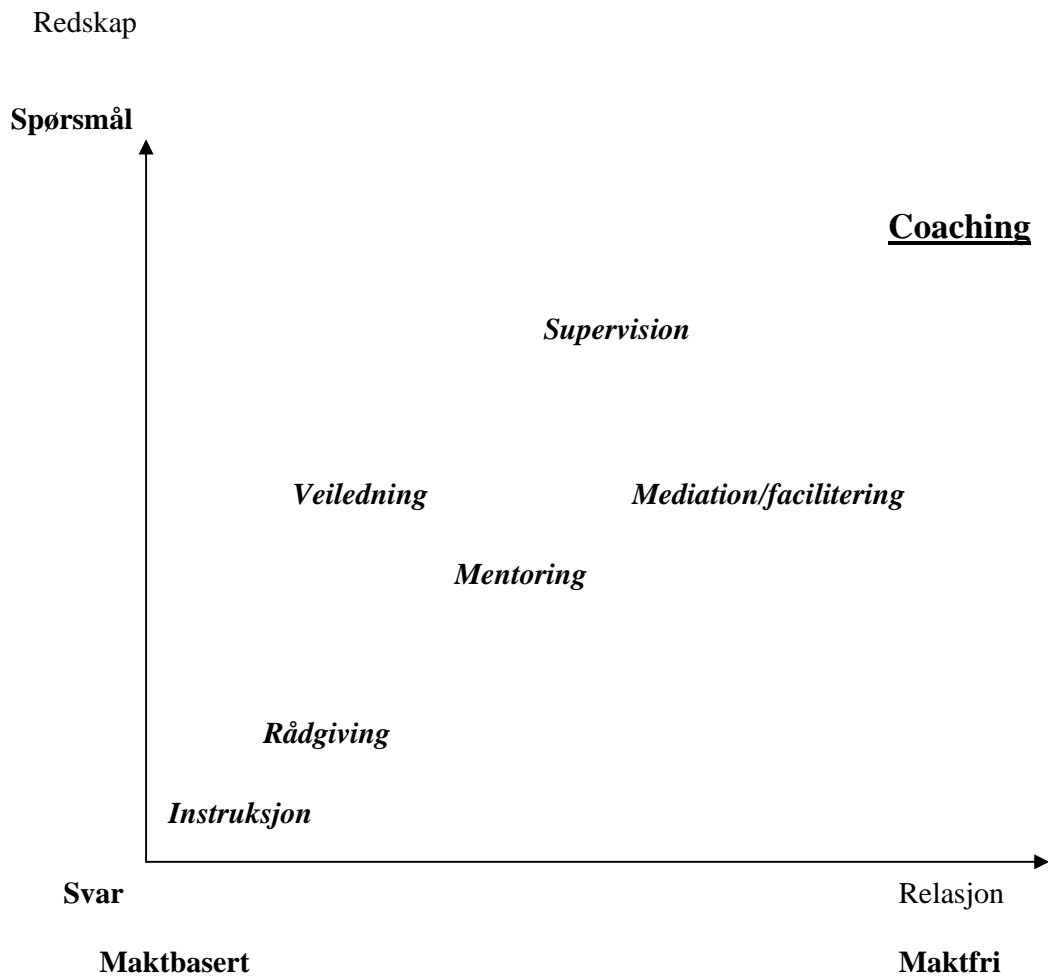 Redskap
Spørsmål
Coaching
Supervision
Veiledning Mediation/facilitering
Mentoring
Rådgiving
Instruksjon
Svar Relasjon
Maktbasert Maktfri